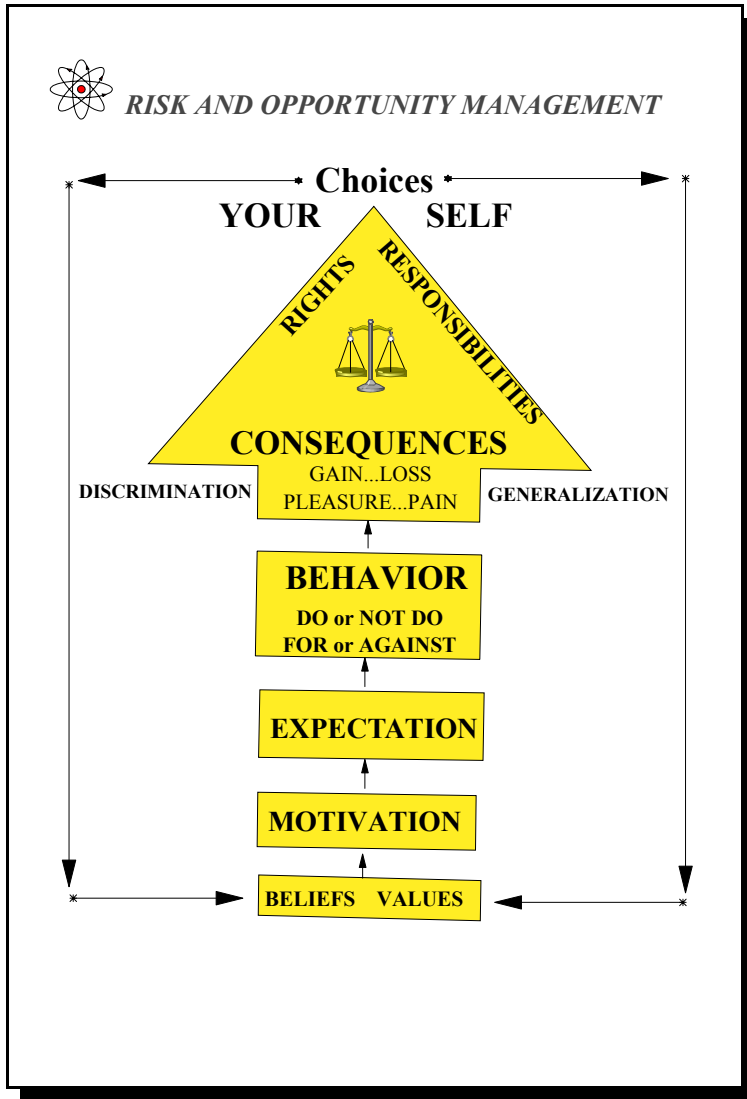 RISK AND OPPORTUNITY MANAGEMENT
Choices
YOUR SELF
RIGHTS
RESPONSIBILITIES
CONSEQUENCES
GAIN...LOSS
PLEASURE...PAIN
DISCRIMINATION
GENERALIZATION
BEHAVIOR
DO or NOT DO
FOR or AGAINST
EXPECTATION
MOTIVATION
BELIEFS VALUES